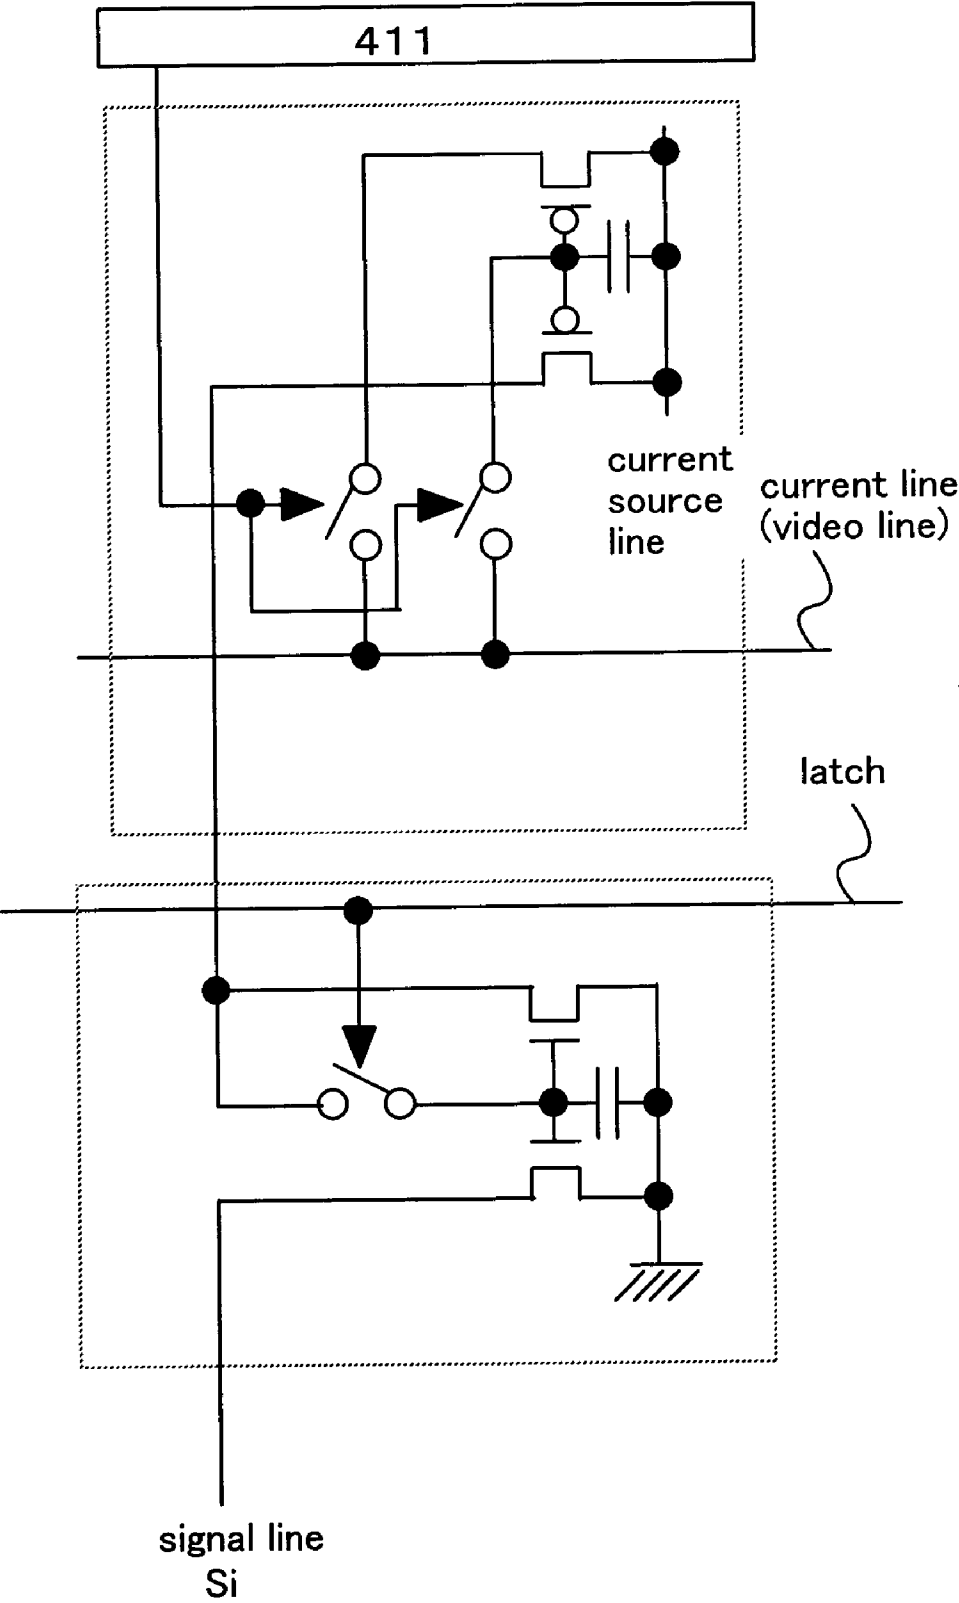 411
current
source
line
current line
(video line)
latch
signal line
Si